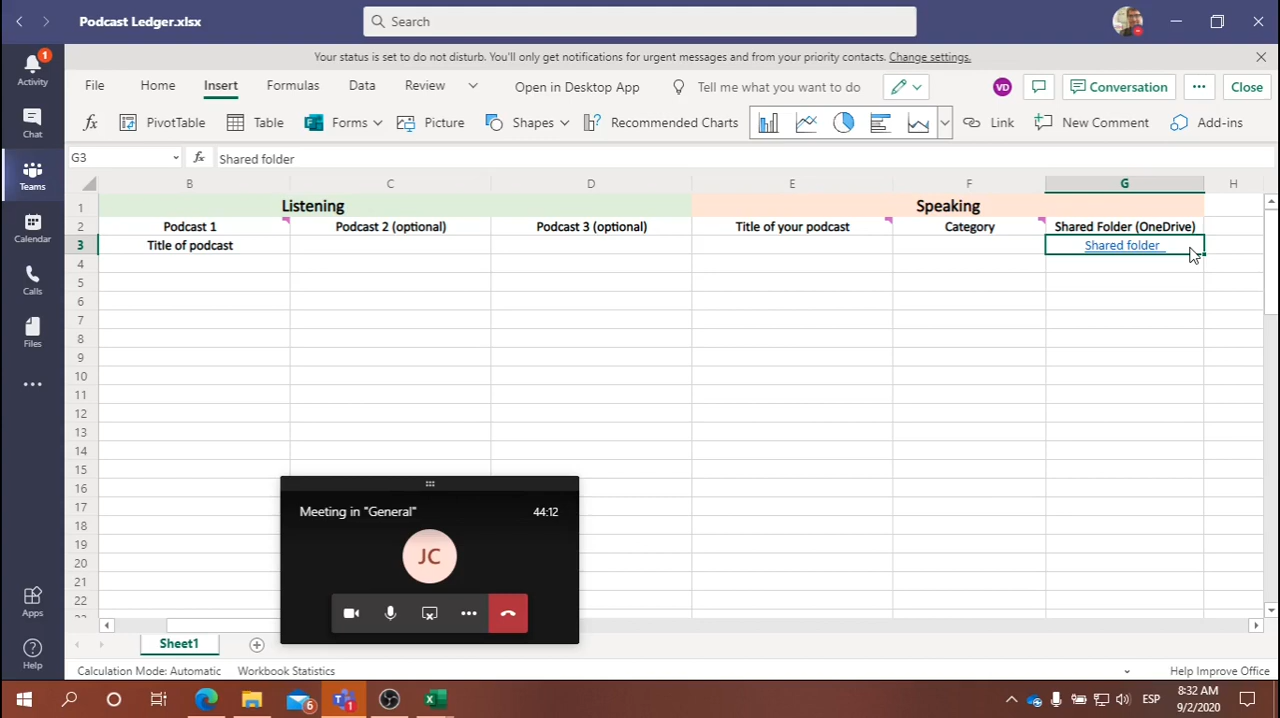 Podcast Ledger.xlsx
Search
Your status is set to do not disturb. You'll only get notifications for urgent messages and from your priority contacts. Change settings.
1
Activity
Chat
Teams
Calendar
Calls
Files
Apps
Help
File
Home
Insert
Formulas
Data
Review
Open in Desktop App
Tell me what you want to do
VD
Conversation
Close
fx
PivotTable
Table
Forms
Picture
Shapes
Recommended Charts
Link
New Comment
Add-ins
G3
fx
Shared folder
B C D E F G H
1 Listening Speaking
2 Podcast 1 Podcast 2 (optional) Podcast 3 (optional) Title of your podcast Category Shared Folder (OneDrive)
3 Title of podcast Shared folder
4
5
6
7
8
9
10
11
12
13
14
15
16
17
18
19
20
21
22
Meeting in "General" 44:12
JC
Sheet1
Calculation Mode: Automatic Workbook Statistics Help Improve Office
6
1
ESP
8:32 AM
9/2/2020